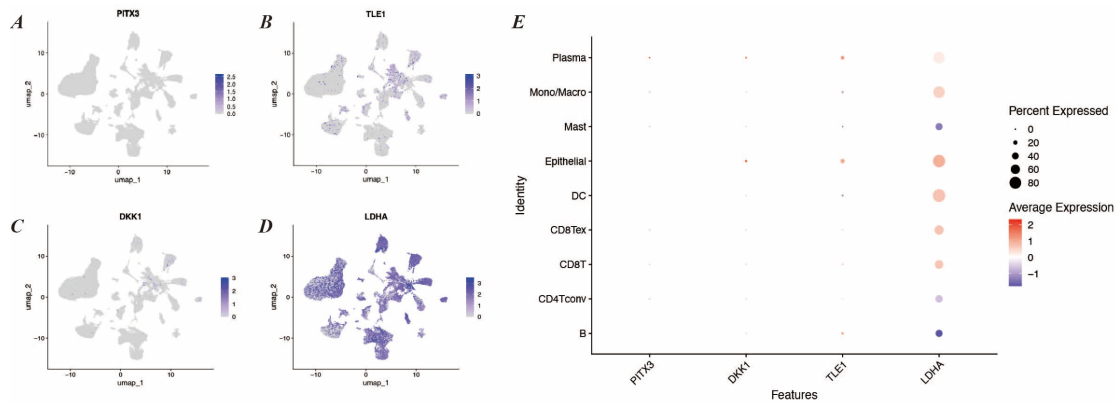 A
PITX3
umap_2
10
0
−10
−10
0
10
umap_1
2.5
2.0
1.5
1.0
0.5
0.0
B
TLE1
umap_2
10
0
−10
−10
0
10
umap_1
3
2
1
0
C
DKK1
umap_2
10
0
−10
−10
0
10
umap_1
3
2
1
0
D
LDHA
umap_2
10
0
−10
−10
0
10
umap_1
3
2
1
0
E
Identity
Plasma
Mono/Macro
Mast
Epithelial
DC
CD8Tex
CD8T
CD4Tconv
B
PITX3
DKK1
TLE1
LDHA
Features
Percent Expressed
0
20
40
60
80
Average Expression
2
1
0
−1